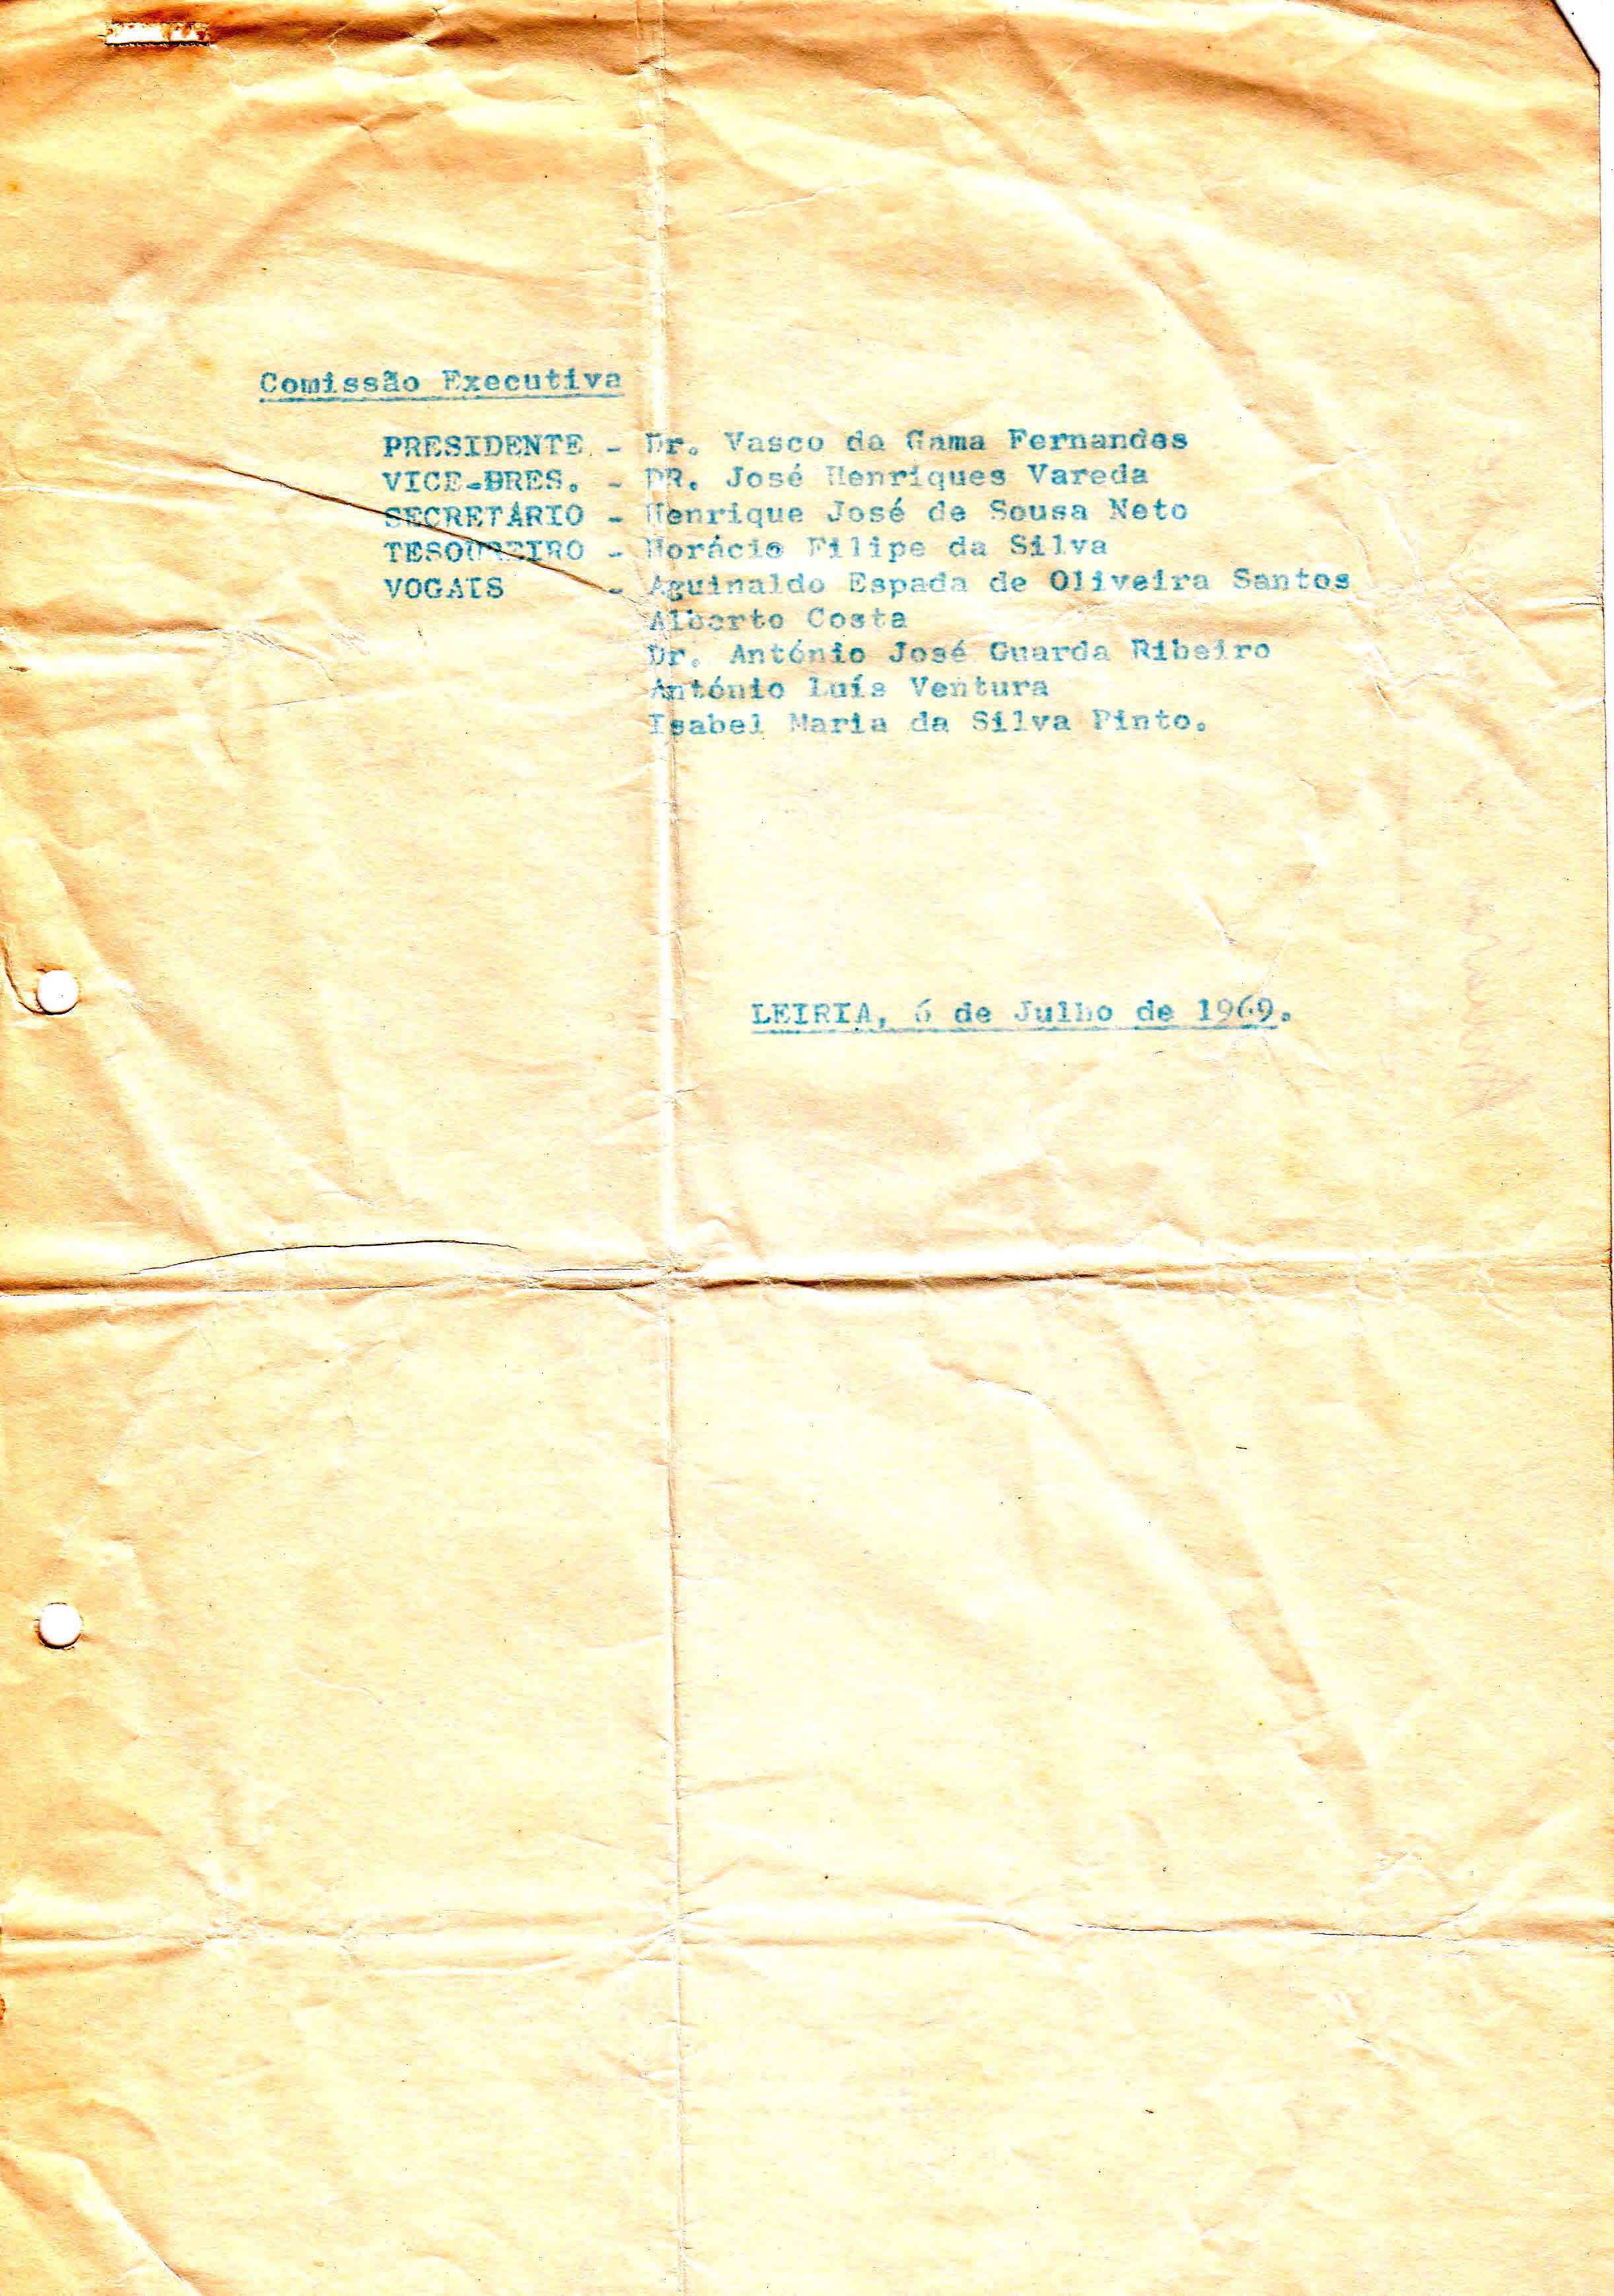 Comissão Executiva
PRESIDENTE - Dr. Vasco da Gama Fernandes
VICE-PRES. - DR. José Henriques Vareda
SECRETÁRIO - Henrique José de Sousa Neto
TESOUREIRO - Horácio Filipe da Silva
VOGAIS - Aguinaldo Espada de Oliveira Santos
Alberto Costa
Dr. António José Guarda Ribeiro
António Luís Ventura
Isabel Maria da Silva Pinto.
LEIRIA, 6 de Julho de 1969.